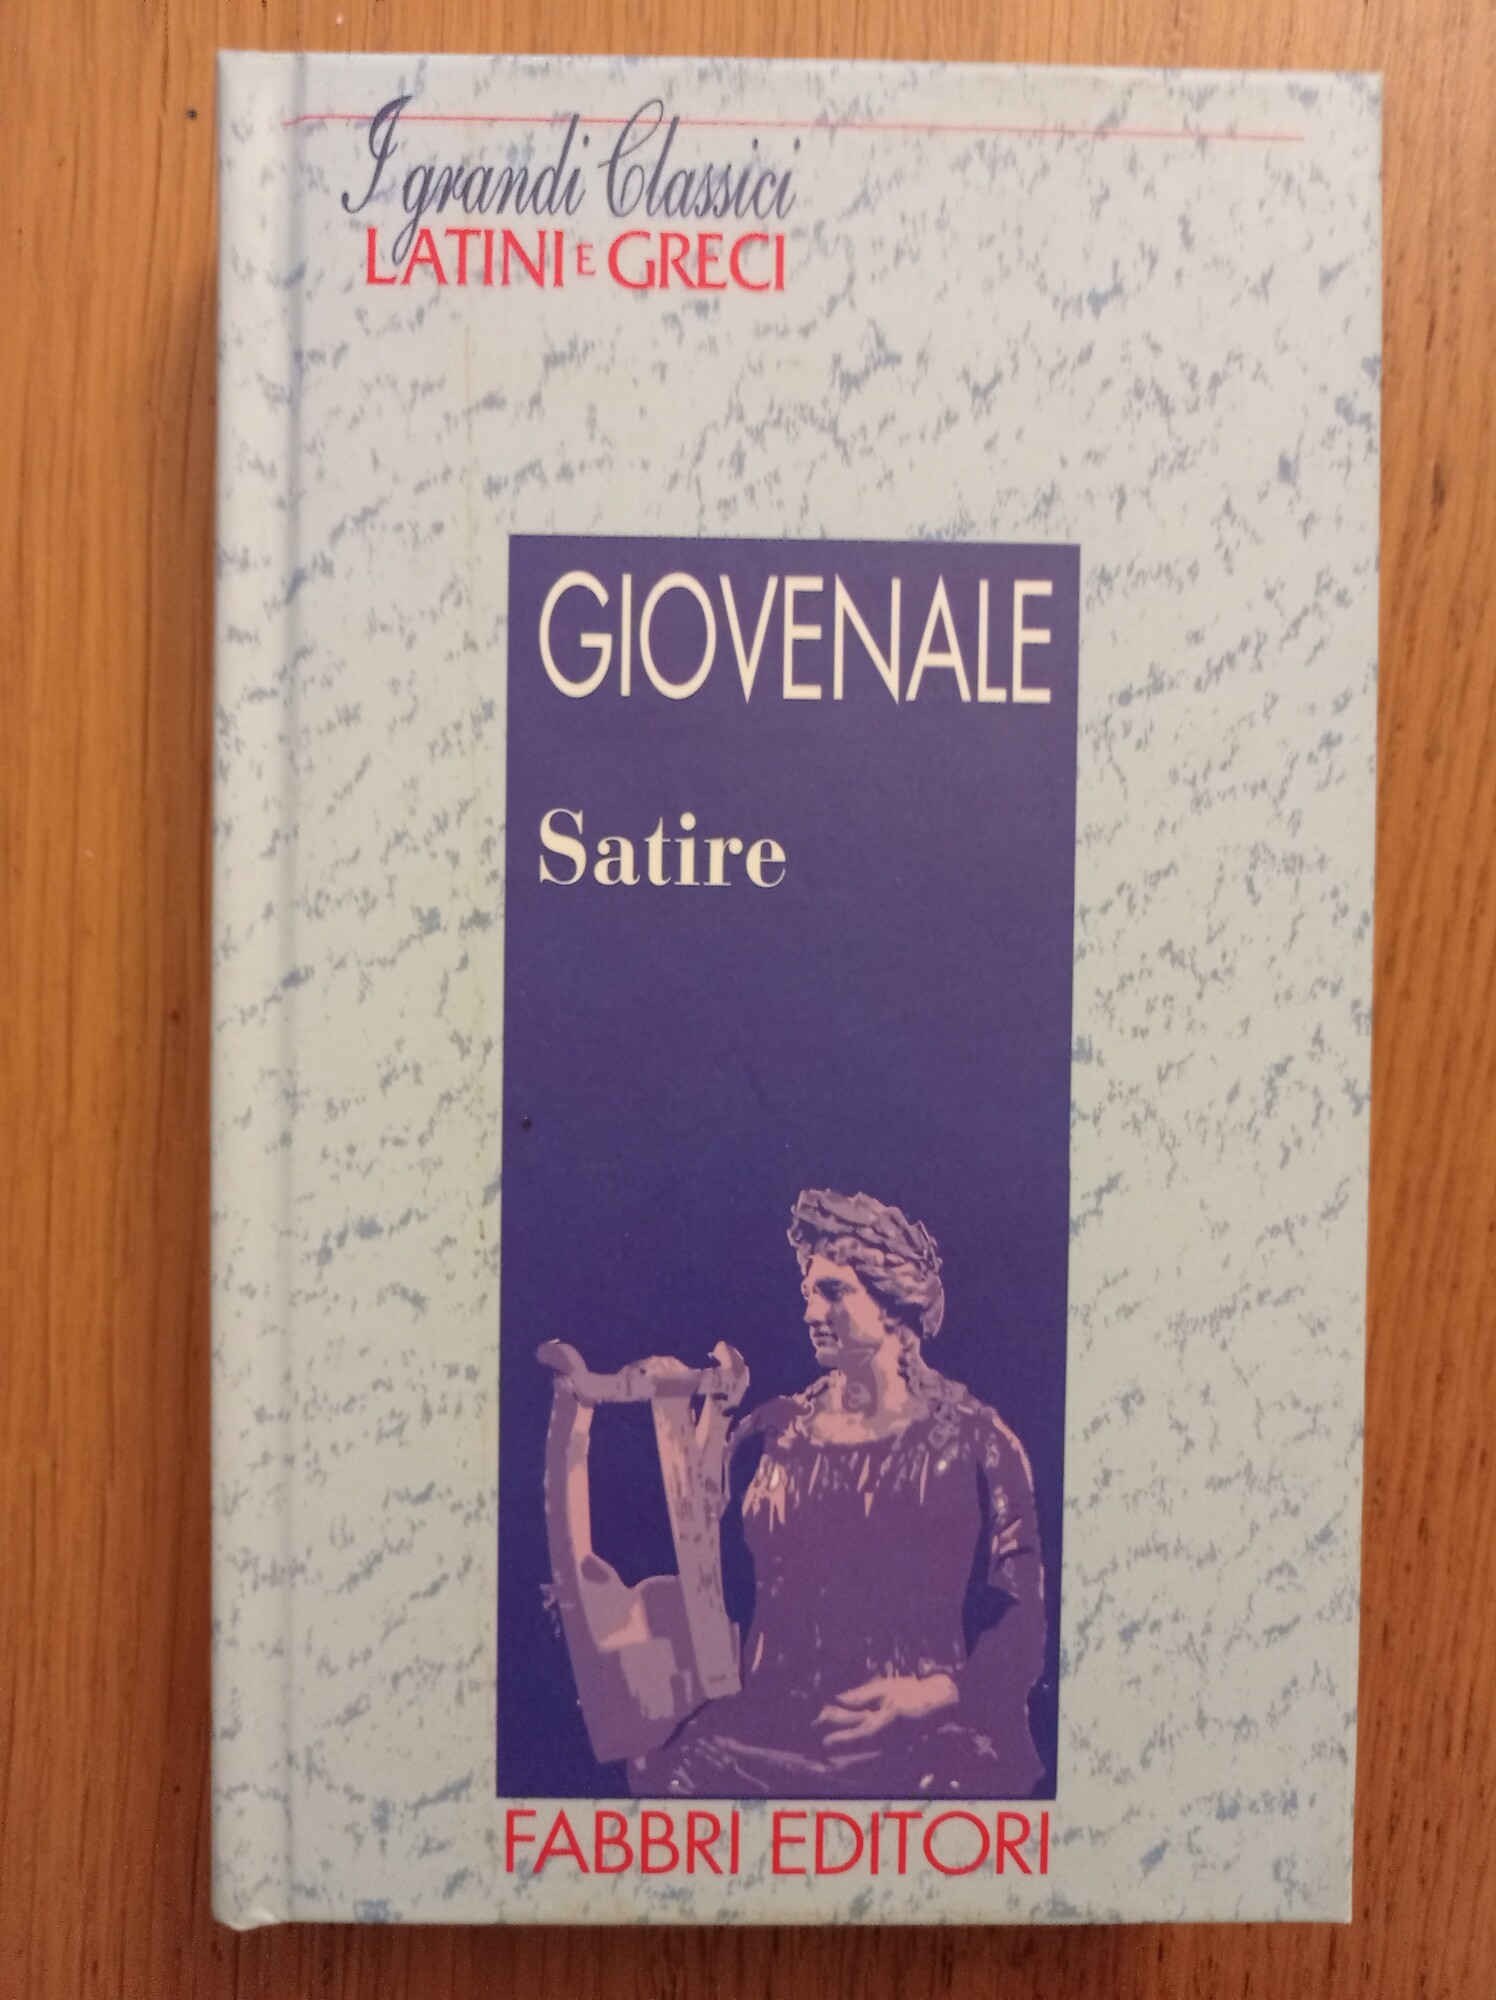 I grandi Classici
LATINI E GRECI
GIOVENALE
Satire
FABBRI EDITORI